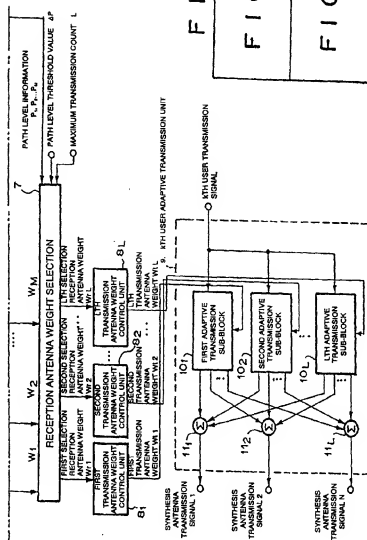 PATH LEVEL INFORMATION
P₁, P₂, ... P_M
PATH LEVEL THRESHOLD VALUE ΔP
MAXIMUM TRANSMISSION COUNT L
7
W₁
W₂
W_M
RECEPTION ANTENNA WEIGHT SELECTION
FIRST SELECTION
RECEPTION
ANTENNA
WEIGHT
Wr1
SECOND SELECTION
RECEPTION
ANTENNA
WEIGHT
Wr2
LTH SELECTION
RECEPTION
ANTENNA
WEIGHT
WrL
FIRST
TRANSMISSION
ANTENNA WEIGHT
CONTROL UNIT
8₁
SECOND
TRANSMISSION
ANTENNA WEIGHT
CONTROL UNIT
8₂
LTH
TRANSMISSION
ANTENNA WEIGHT
CONTROL UNIT
8L
FIRST
TRANSMISSION
ANTENNA
WEIGHT Wt1
SECOND
TRANSMISSION
ANTENNA
WEIGHT Wt2
LTH
TRANSMISSION
ANTENNA
WEIGHT WtL
9
kTH USER ADAPTIVE TRANSMISSION UNIT
kTH USER
TRANSMISSION
SIGNAL
10₁
FIRST ADAPTIVE
TRANSMISSION
SUB-BLOCK
10₂
SECOND ADAPTIVE
TRANSMISSION
SUB-BLOCK
10L
LTH ADAPTIVE
TRANSMISSION
SUB-BLOCK
11₁
Σ
11₂
Σ
11L
Σ
SYNTHESIS
ANTENNA
TRANSMISSION
SIGNAL 1
SYNTHESIS
ANTENNA
TRANSMISSION
SIGNAL 2
SYNTHESIS
ANTENNA
TRANSMISSION
SIGNAL N
F I
F I G
F I G